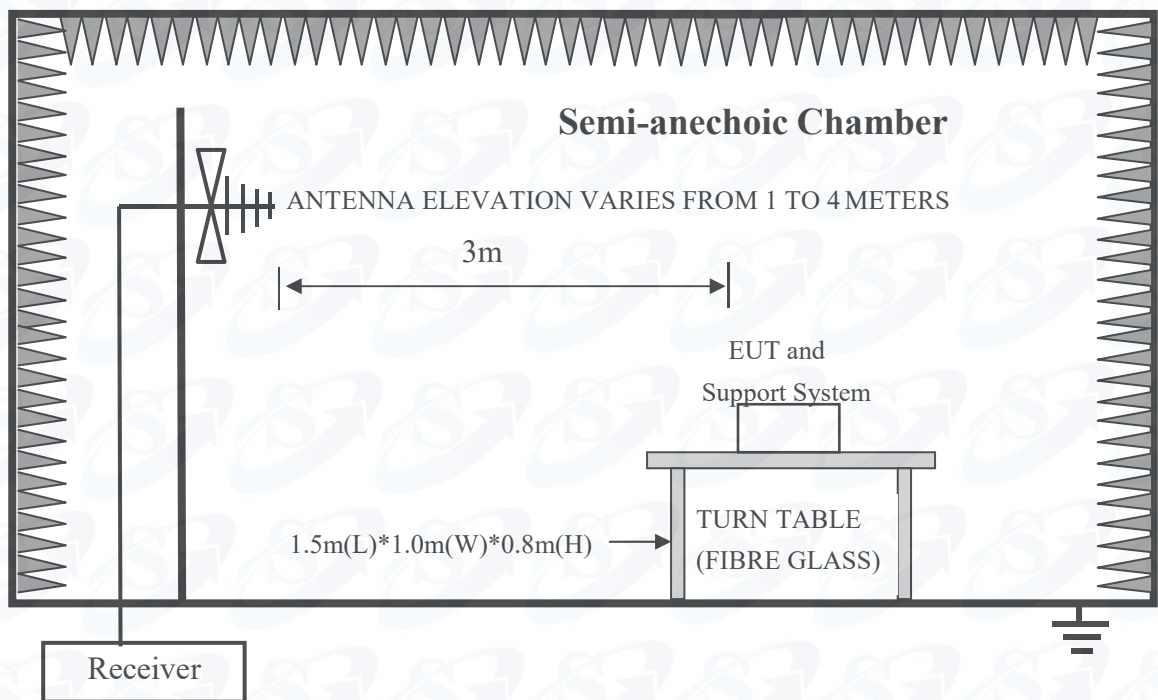 Semi-anechoic Chamber
ANTENNA ELEVATION VARIES FROM 1 TO 4 METERS
3m
EUT and
Support System
1.5m(L)*1.0m(W)*0.8m(H)
TURN TABLE
(FIBRE GLASS)
Receiver